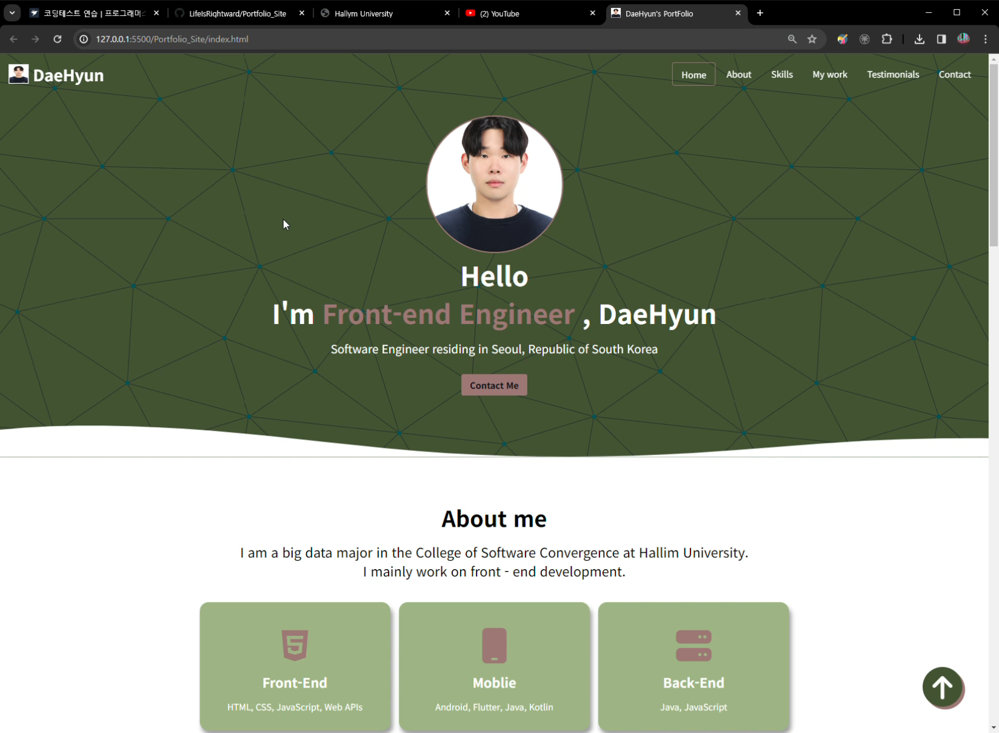 코딩테스트 연습 | 프로그래머스
LifeIsRightward/Portfolio_Site
Hallym University
(2) YouTube
DaeHyun's PortFolio
127.0.0.1:5500/Portfolio_Site/index.html
DaeHyun
Home
About
Skills
My work
Testimonials
Contact
Hello
I'm Front-end Engineer , DaeHyun
Software Engineer residing in Seoul, Republic of South Korea
Contact Me
About me
I am a big data major in the College of Software Convergence at Hallim University.
I mainly work on front - end development.
Front-End
HTML, CSS, JavaScript, Web APIs
Moblie
Android, Flutter, Java, Kotlin
Back-End
Java, JavaScript